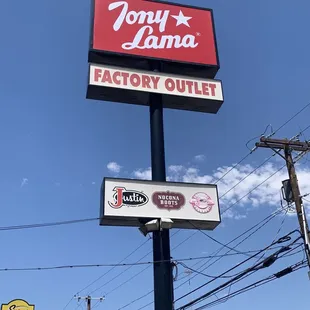 Tony
Lama
FACTORY OUTLET
Justin
NOCONA
BOOTS